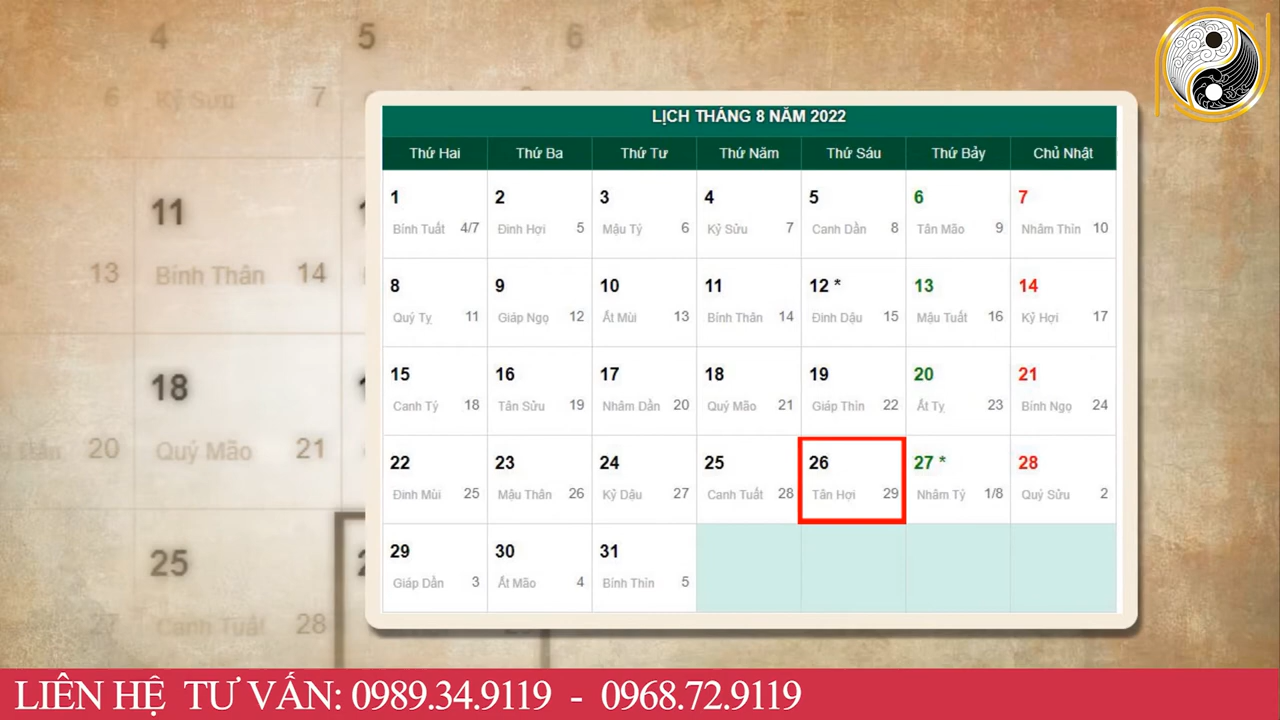 4 5 6
6 Kỷ Sửu 7
11
13 Bính Thân 14
18
20 Quý Mão 21
25
27 Canh Tuất 28
LỊCH THÁNG 8 NĂM 2022
Thứ Hai Thứ Ba Thứ Tư Thứ Năm Thứ Sáu Thứ Bảy Chủ Nhật
1 2 3 4 5 6 7
Bính Tuất 4/7 Đinh Hợi 5 Mậu Tý 6 Kỷ Sửu 7 Canh Dần 8 Tân Mão 9 Nhâm Thìn 10
8 9 10 11 12 * 13 14
Quý Tỵ 11 Giáp Ngọ 12 Ất Mùi 13 Bính Thân 14 Đinh Dậu 15 Mậu Tuất 16 Kỷ Hợi 17
15 16 17 18 19 20 21
Canh Tý 18 Tân Sửu 19 Nhâm Dần 20 Quý Mão 21 Giáp Thìn 22 Ất Tỵ 23 Bính Ngọ 24
22 23 24 25 26 27 * 28
Đinh Mùi 25 Mậu Thân 26 Kỷ Dậu 27 Canh Tuất 28 Tân Hợi 29 Nhâm Tý 1/8 Quý Sửu 2
29 30 31
Giáp Dần 3 Ất Mão 4 Bính Thìn 5
LIÊN HỆ TƯ VẤN: 0989.34.9119 - 0968.72.9119